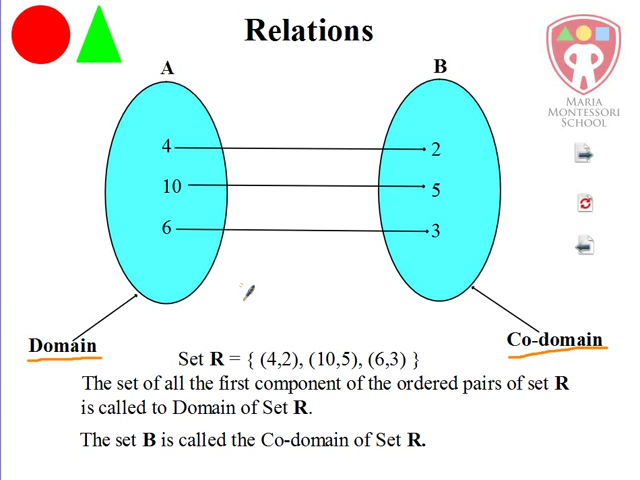 Relations
A
B
MARIA
MONTESSORI
SCHOOL
4
2
10
5
6
3
Domain
Co-domain
Set R = { (4,2), (10,5), (6,3) }
The set of all the first component of the ordered pairs of set R
is called to Domain of Set R.
The set B is called the Co-domain of Set R.